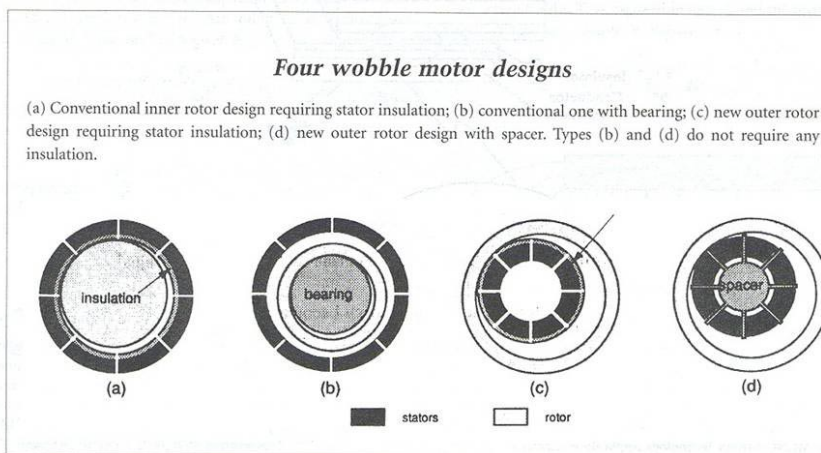 Four wobble motor designs
(a) Conventional inner rotor design requiring stator insulation; (b) conventional one with bearing; (c) new outer rotor
design requiring stator insulation; (d) new outer rotor design with spacer. Types (b) and (d) do not require any
insulation.
insulation
bearing
spacer
(a)
(b)
(c)
(d)
stators
rotor